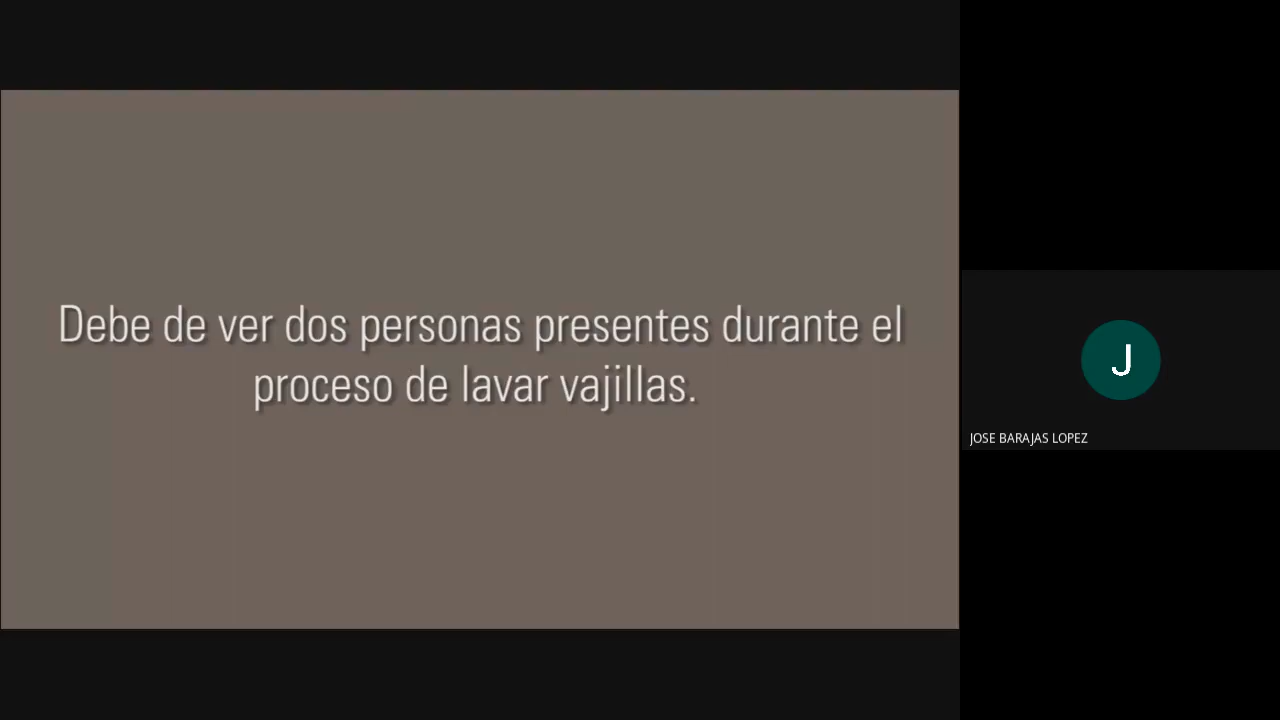 Debe de ver dos personas presentes durante el
proceso de lavar vajillas.
J
JOSE BARAJAS LOPEZ